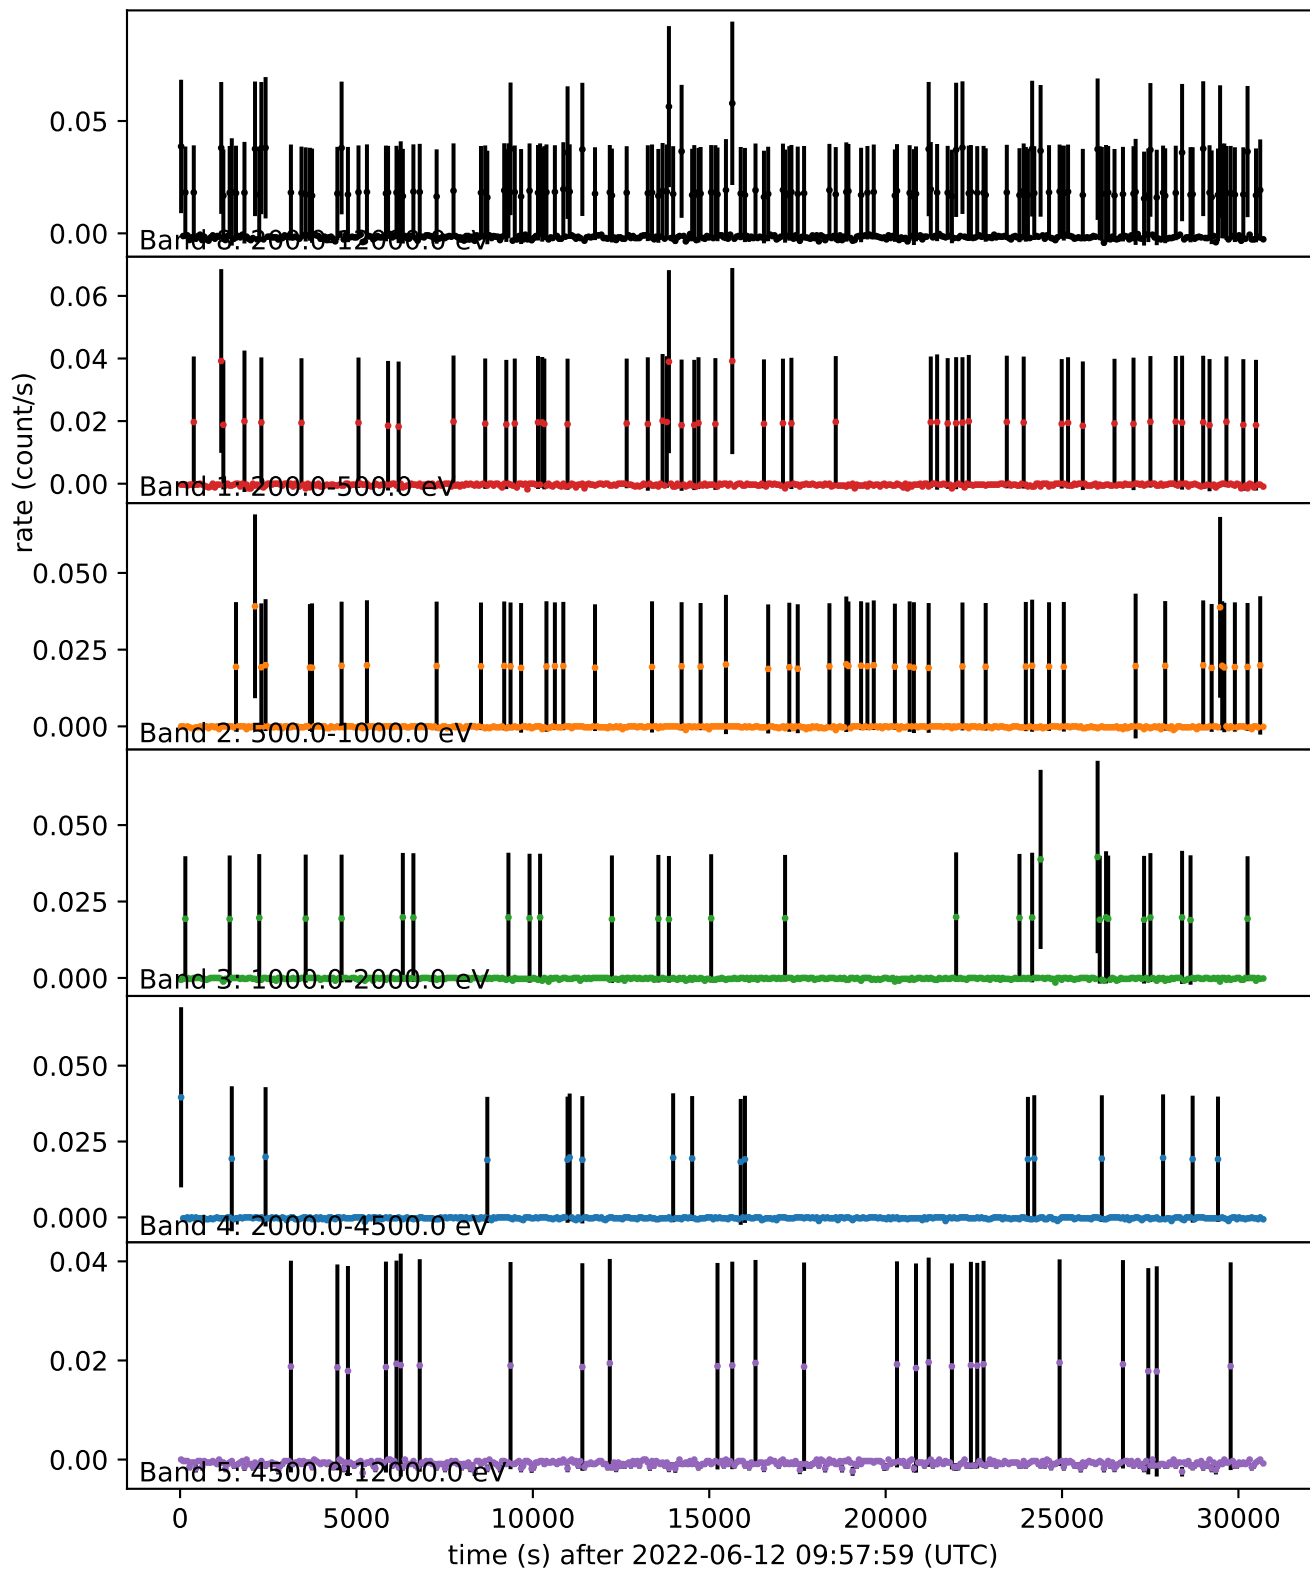 0.05
0.00
Band 8: 200.0-12000.0 eV
0.06
0.04
0.02
0.00
Band 1: 200.0-500.0 eV
rate (count/s)
0.050
0.025
0.000
Band 2: 500.0-1000.0 eV
0.050
0.025
0.000
Band 3: 1000.0-2000.0 eV
0.050
0.025
0.000
Band 4: 2000.0-4500.0 eV
0.04
0.02
0.00
Band 5: 4500.0-12000.0 eV
0 5000 10000 15000 20000 25000 30000
time (s) after 2022-06-12 09:57:59 (UTC)